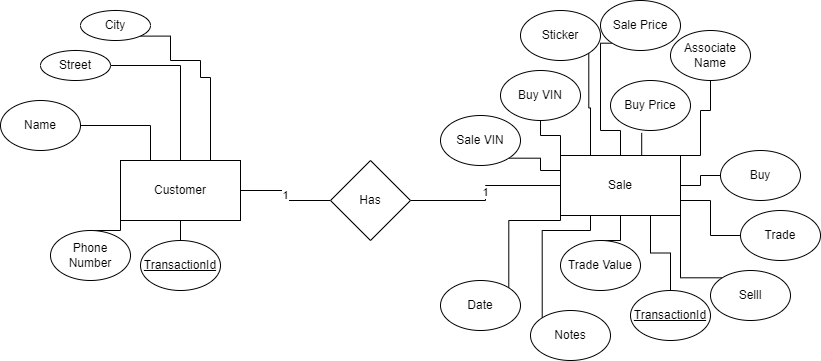 City
Street
Name
Customer
Phone
Number
TransactionId
1
Has
1
Sticker
Sale Price
Associate
Name
Buy VIN
Buy Price
Sale VIN
Sale
Buy
Trade
Trade Value
Selll
Date
Notes
TransactionId